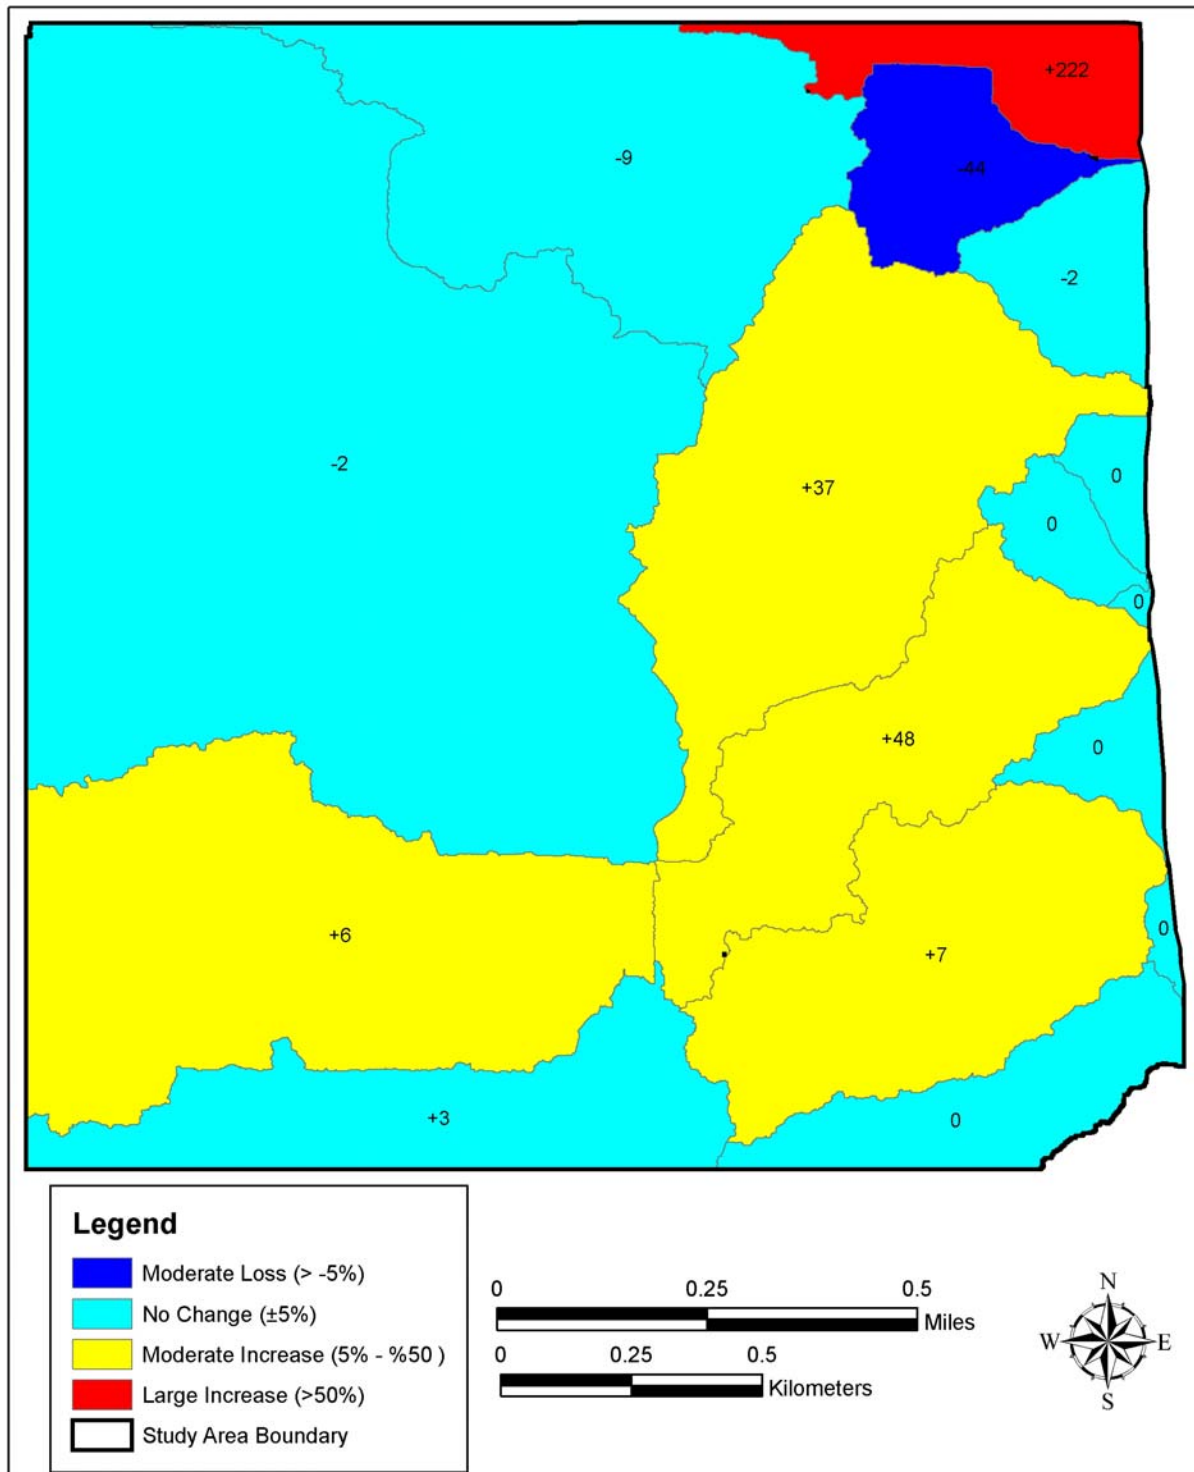 +222
-9
-44
-2
-2
+37
0
0
0
+48
0
+6
+7
0
+3
0
Legend
Moderate Loss (> -5%)
No Change (±5%)
Moderate Increase (5% - %50 )
Large Increase (>50%)
Study Area Boundary
0 0.25 0.5
Miles
0 0.25 0.5
Kilometers
N
W E
S